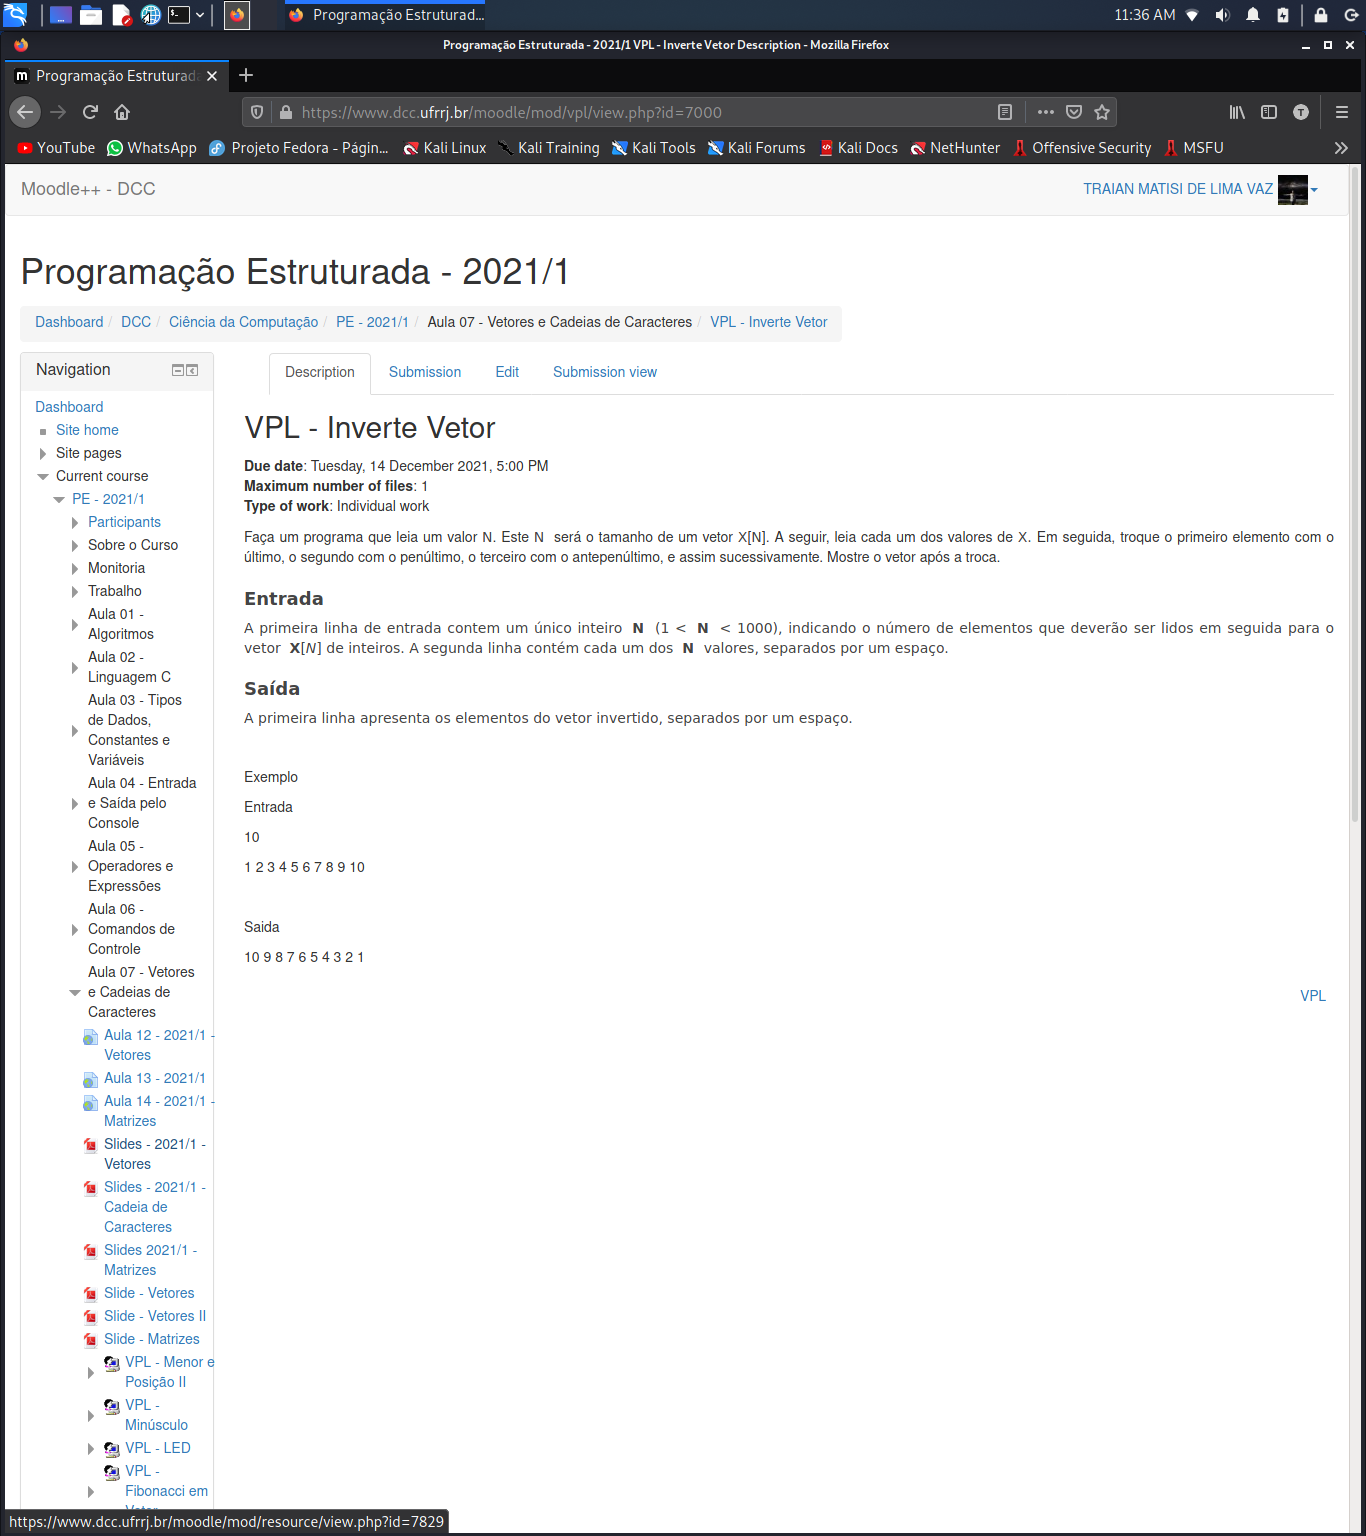 Programação Estruturad...
11:36 AM
Programação Estruturada - 2021/1 VPL - Inverte Vetor Description - Mozilla Firefox
Programação Estruturada
https://www.dcc.ufrrj.br/moodle/mod/vpl/view.php?id=7000
YouTube WhatsApp Projeto Fedora - Págin... Kali Linux Kali Training Kali Tools Kali Forums Kali Docs NetHunter Offensive Security MSFU
Moodle++ - DCC
TRAIAN MATISI DE LIMA VAZ
Programação Estruturada - 2021/1
Dashboard / DCC / Ciência da Computação / PE - 2021/1 / Aula 07 - Vetores e Cadeias de Caracteres / VPL - Inverte Vetor
Navigation
Dashboard
Site home
Site pages
Current course
PE - 2021/1
Participants
Sobre o Curso
Monitoria
Trabalho
Aula 01 -
Algoritmos
Aula 02 -
Linguagem C
Aula 03 - Tipos
de Dados,
Constantes e
Variáveis
Aula 04 - Entrada
e Saída pelo
Console
Aula 05 -
Operadores e
Expressões
Aula 06 -
Comandos de
Controle
Aula 07 - Vetores
e Cadeias de
Caracteres
Aula 12 - 2021/1 -
Vetores
Aula 13 - 2021/1
Aula 14 - 2021/1 -
Matrizes
Slides - 2021/1 -
Vetores
Slides - 2021/1 -
Cadeia de
Caracteres
Slides 2021/1 -
Matrizes
Slide - Vetores
Slide - Vetores II
Slide - Matrizes
VPL - Menor e
Posição II
VPL -
Minúsculo
VPL - LED
VPL -
Fibonacci em
Description Submission Edit Submission view
VPL - Inverte Vetor
Due date: Tuesday, 14 December 2021, 5:00 PM
Maximum number of files: 1
Type of work: Individual work
Faça um programa que leia um valor N. Este N será o tamanho de um vetor X[N]. A seguir, leia cada um dos valores de X. Em seguida, troque o primeiro elemento com o
último, o segundo com o penúltimo, o terceiro com o antepenúltimo, e assim sucessivamente. Mostre o vetor após a troca.
Entrada
A primeira linha de entrada contem um único inteiro N (1 < N < 1000), indicando o número de elementos que deverão ser lidos em seguida para o
vetor X[N] de inteiros. A segunda linha contém cada um dos N valores, separados por um espaço.
Saída
A primeira linha apresenta os elementos do vetor invertido, separados por um espaço.
Exemplo
Entrada
10
1 2 3 4 5 6 7 8 9 10
Saida
10 9 8 7 6 5 4 3 2 1
VPL
https://www.dcc.ufrrj.br/moodle/mod/resource/view.php?id=7829